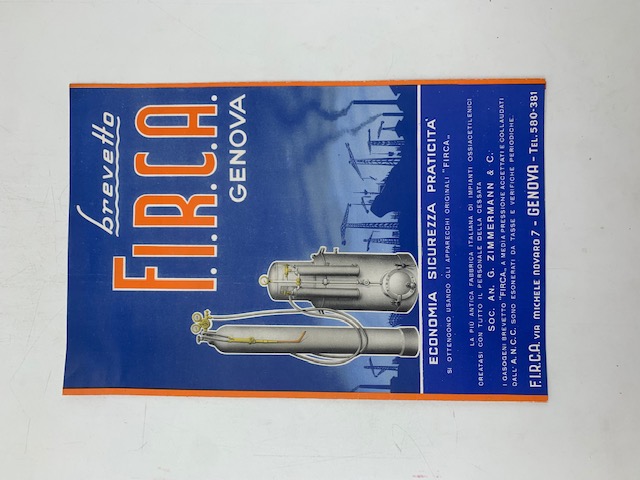 brevetto
F.I.R.C.A.
GENOVA
ECONOMIA SICUREZZA PRATICITÀ
SI OTTENGONO USANDO GLI APPARECCHI ORIGINALI "FIRCA„
LA PIÙ ANTICA FABBRICA ITALIANA DI IMPIANTI OSSIACETILENICI
CREATASI CON TUTTO IL PERSONALE DELLA CESSATA
SOC. AN. G. ZIMMERMANN & C.
I GASOGENI BREVETTO "FIRCA„ A MEDIA PRESSIONE ACCETTATI E COLLAUDATI
DALL'A.N.C.C. SONO ESONERATI DA TASSE E VERIFICHE PERIODICHE.
F.I.R.C.A. VIA MICHELE NOVARO 7 - GENOVA - TEL. 580-381